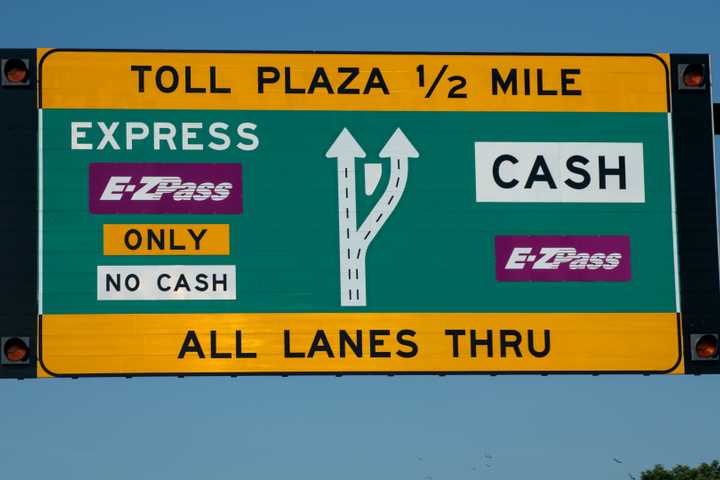 TOLL PLAZA 1/2 MILE
EXPRESS
E-ZPass
ONLY
NO CASH
CASH
E-ZPass
ALL LANES THRU